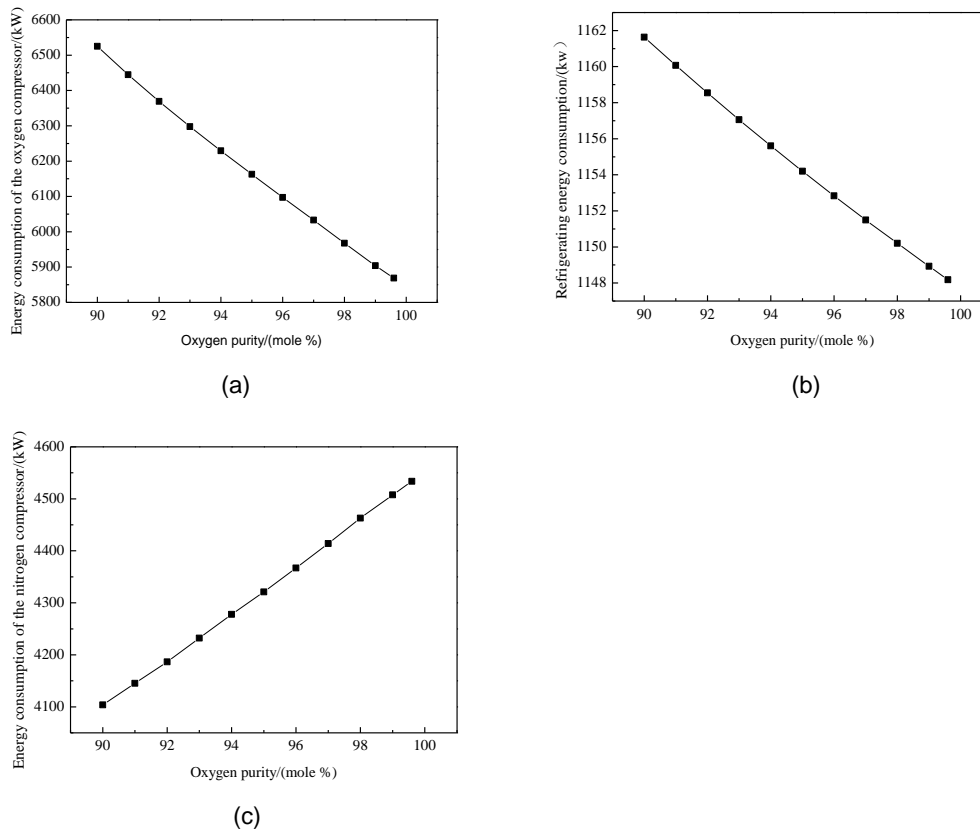 Energy consumption of the oxygen compressor/(kW)
6600
6500
6400
6300
6200
6100
6000
5900
5800
90 92 94 96 98 100
Oxygen purity/(mole %)
(a)
Refrigerating energy comsumption/(kw）
1162
1160
1158
1156
1154
1152
1150
1148
90 92 94 96 98 100
Oxygen purity/(mole %)
(b)
Energy consumption of the nitrogen compressor/(kW)
4600
4500
4400
4300
4200
4100
90 92 94 96 98 100
Oxygen purity/(mole %)
(c)